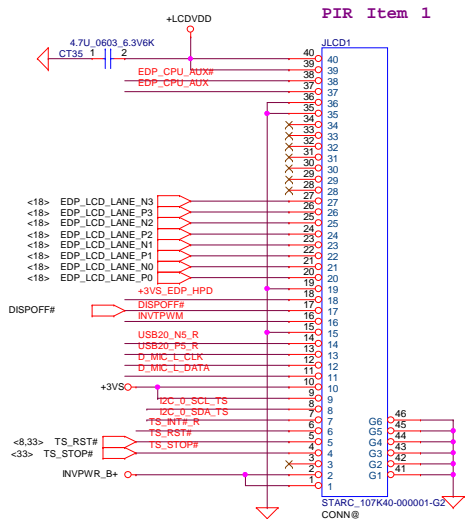 PIR Item 1
+LCDVDD
4.7U_0603_6.3V6K
CT35 1 2
JLCD1
40 40
39 39
EDP_CPU_AUX# 38 38
EDP_CPU_AUX 37 37
36 36
35 35
34 34
33 33
32 32
31 31
30 30
29 29
28 28
<18> EDP_LCD_LANE_N3 27 27
<18> EDP_LCD_LANE_P3 26 26
<18> EDP_LCD_LANE_N2 25 25
<18> EDP_LCD_LANE_P2 24 24
<18> EDP_LCD_LANE_N1 23 23
<18> EDP_LCD_LANE_P1 22 22
<18> EDP_LCD_LANE_N0 21 21
<18> EDP_LCD_LANE_P0 20 20
19 19
+3VS_EDP_HPD 18 18
DISPOFF# DISPOFF# 17 17
INVTPWM 16 16
15 15
USB20_N5_R 14 14
USB20_P5_R 13 13
D_MIC_L_CLK 12 12
D_MIC_L_DATA 11 11
+3VS 10 10
9 9
I2C_0_SCL_TS 8 8
I2C_0_SDA_TS 7 7
TS_INT#_R 6 6
<8,33> TS_RST# TS_RST# 5 5
<33> TS_STOP# TS_STOP# 4 4
3 3
INVPWR_B+ 2 2
1 1
G6 46
G5 45
G4 44
G3 43
G2 42
G1 41
STARC_107K40-000001-G2
CONN@